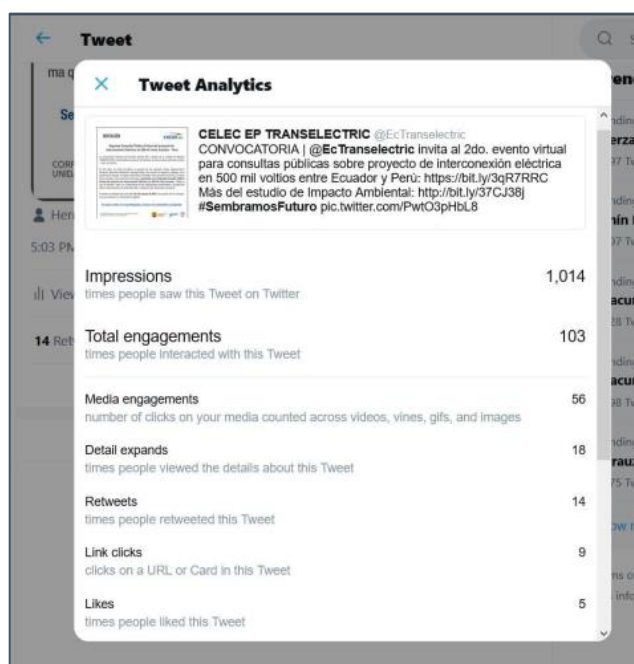 Tweet
ma q
Tweet Analytics
Se
CELEC EP TRANSELECTRIC @EcTranselectric
CONVOCATORIA | @EcTranselectric invita al 2do. evento virtual
para consultas públicas sobre proyecto de interconexión eléctrica
en 500 mil voltios entre Ecuador y Perú: https://bit.ly/3qR7RRC
Más del estudio de Impacto Ambiental: http://bit.ly/37CJ38j
#SembramosFuturo pic.twitter.com/PwtO3pHbL8
Hen
5:03 PM
Impressions 1,014
times people saw this Tweet on Twitter
View
Total engagements 103
times people interacted with this Tweet
14 Ret
Media engagements 56
number of clicks on your media counted across videos, vines, gifs, and images
Detail expands 18
times people viewed the details about this Tweet
Retweets 14
times people retweeted this Tweet
Link clicks 9
clicks on a URL or Card in this Tweet
Likes 5
times people liked this Tweet